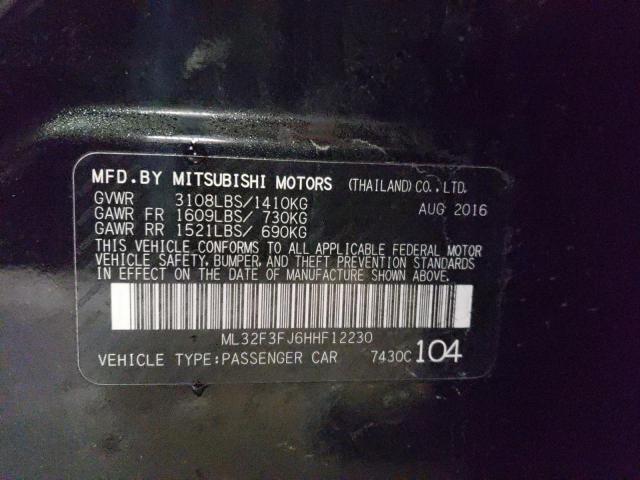 MFD.BY MITSUBISHI MOTORS (THAILAND)CO.,LTD.
GVWR 3108LBS/1410KG AUG 2016
GAWR FR 1609LBS/ 730KG
GAWR RR 1521LBS/ 690KG
THIS VEHICLE CONFORMS TO ALL APPLICABLE FEDERAL MOTOR
VEHICLE SAFETY, BUMPER, AND THEFT PREVENTION STANDARDS
IN EFFECT ON THE DATE OF MANUFACTURE SHOWN ABOVE.
ML32F3FJ6HHF12230
VEHICLE TYPE:PASSENGER CAR 7430C104